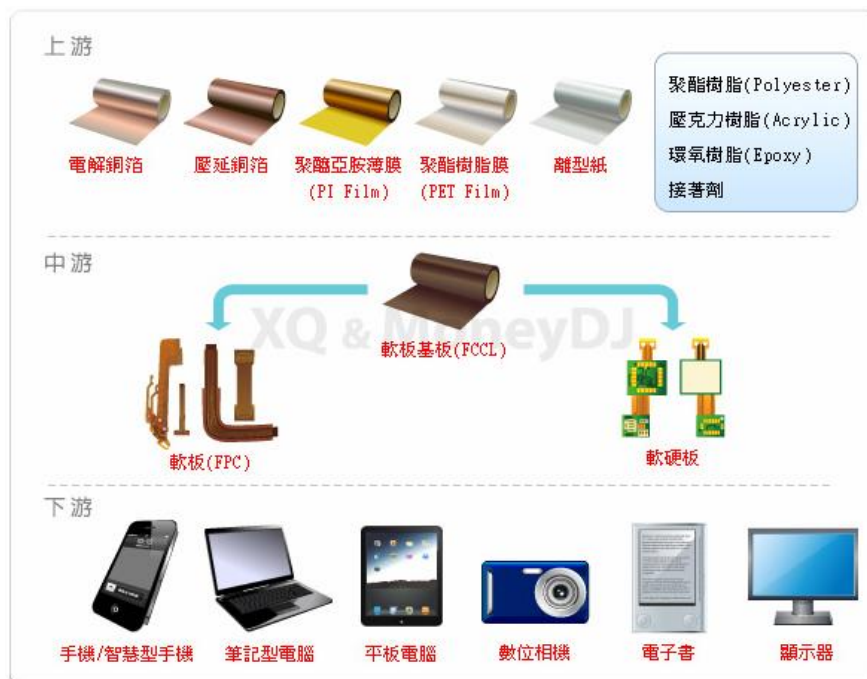 上游
電解銅箔
壓延銅箔
聚醯亞胺薄膜
(PI Film)
聚酯樹脂膜
(PET Film)
離型紙
聚酯樹脂(Polyester)
壓克力樹脂(Acrylic)
環氧樹脂(Epoxy)
接著劑
中游
XQ & MoneyDJ
軟板基板(FCCL)
軟板(FPC)
軟硬板
下游
手機/智慧型手機
筆記型電腦
平板電腦
數位相機
電子書
顯示器